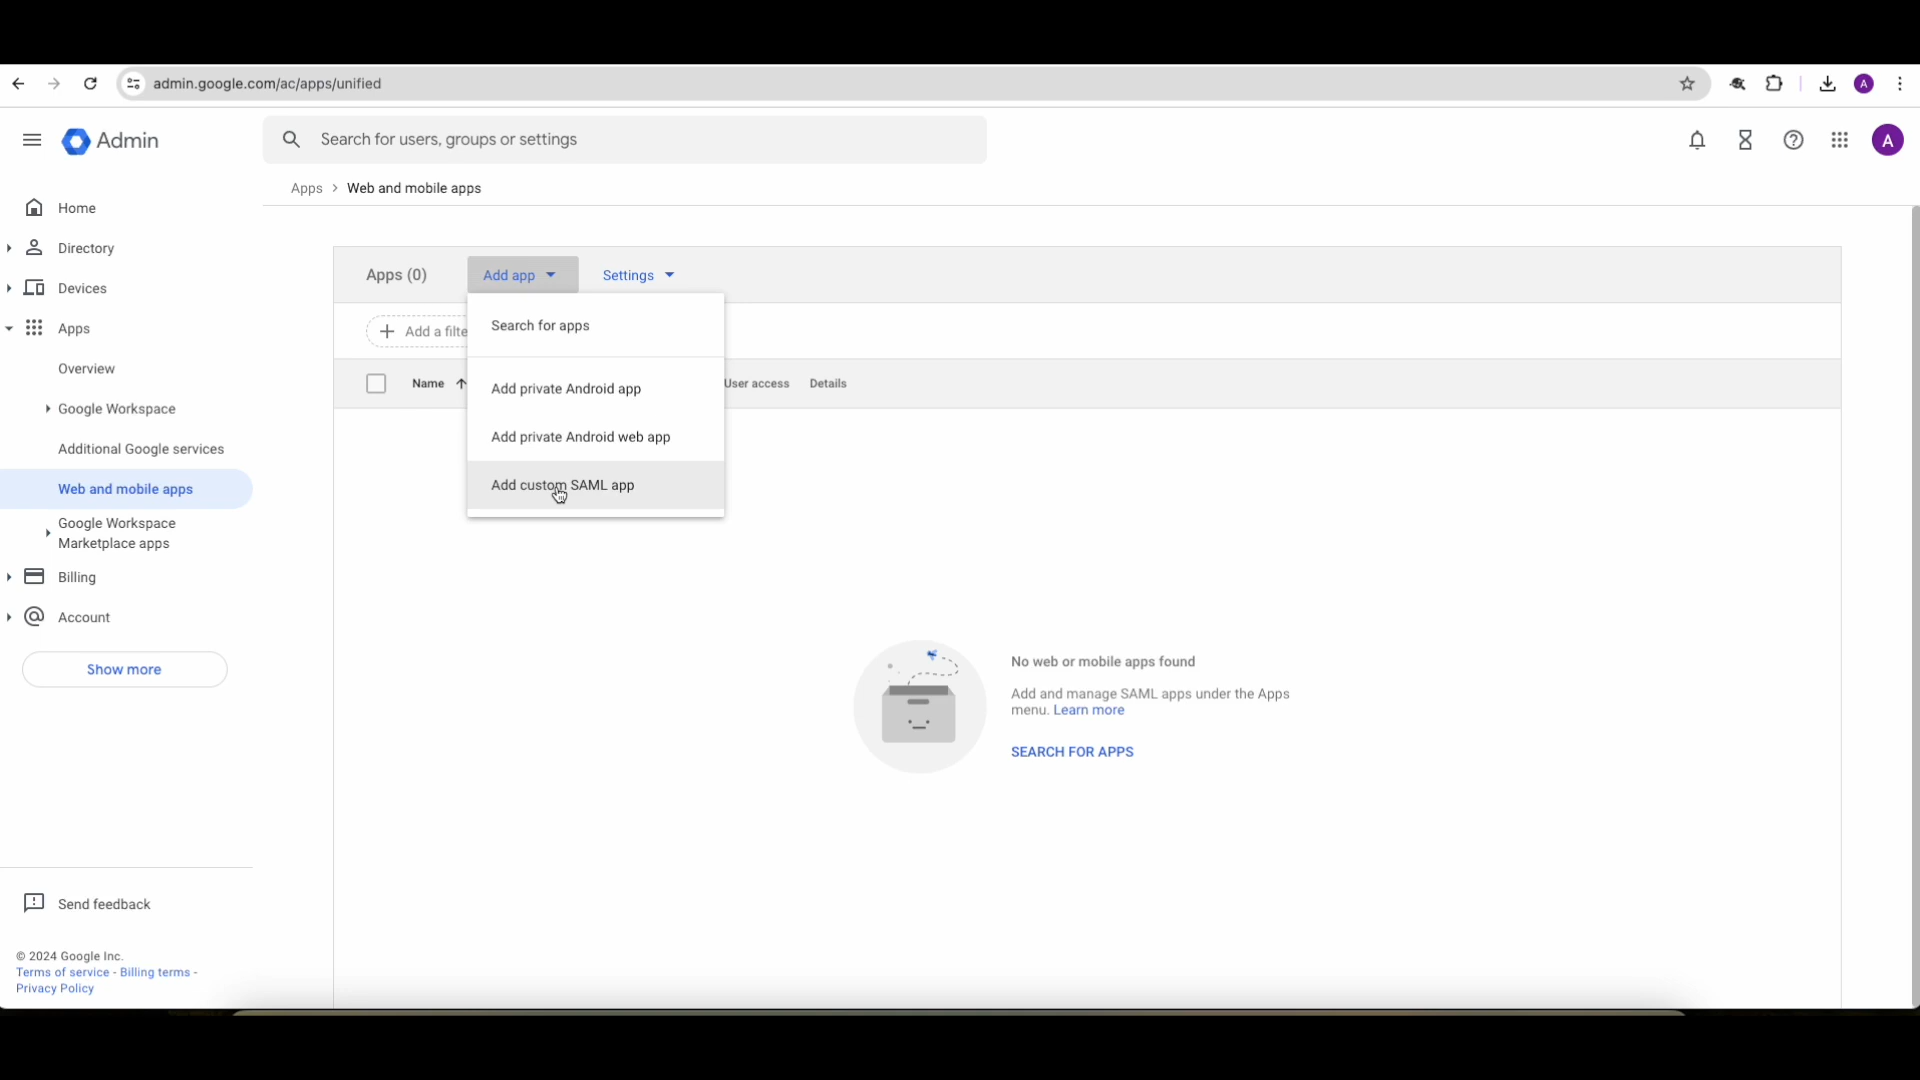 admin.google.com/ac/apps/unified
A
Admin
Search for users, groups or settings
A
Apps > Web and mobile apps
Home
Directory
Devices
Apps
Overview
Google Workspace
Additional Google services
Web and mobile apps
Google Workspace
Marketplace apps
Billing
Account
Show more
Send feedback
© 2024 Google Inc.
Terms of service - Billing terms -
Privacy Policy
Apps (0)
Add app
Settings
Add a filte
Name
User access
Details
Search for apps
Add private Android app
Add private Android web app
Add custom SAML app
No web or mobile apps found
Add and manage SAML apps under the Apps
menu. Learn more
SEARCH FOR APPS